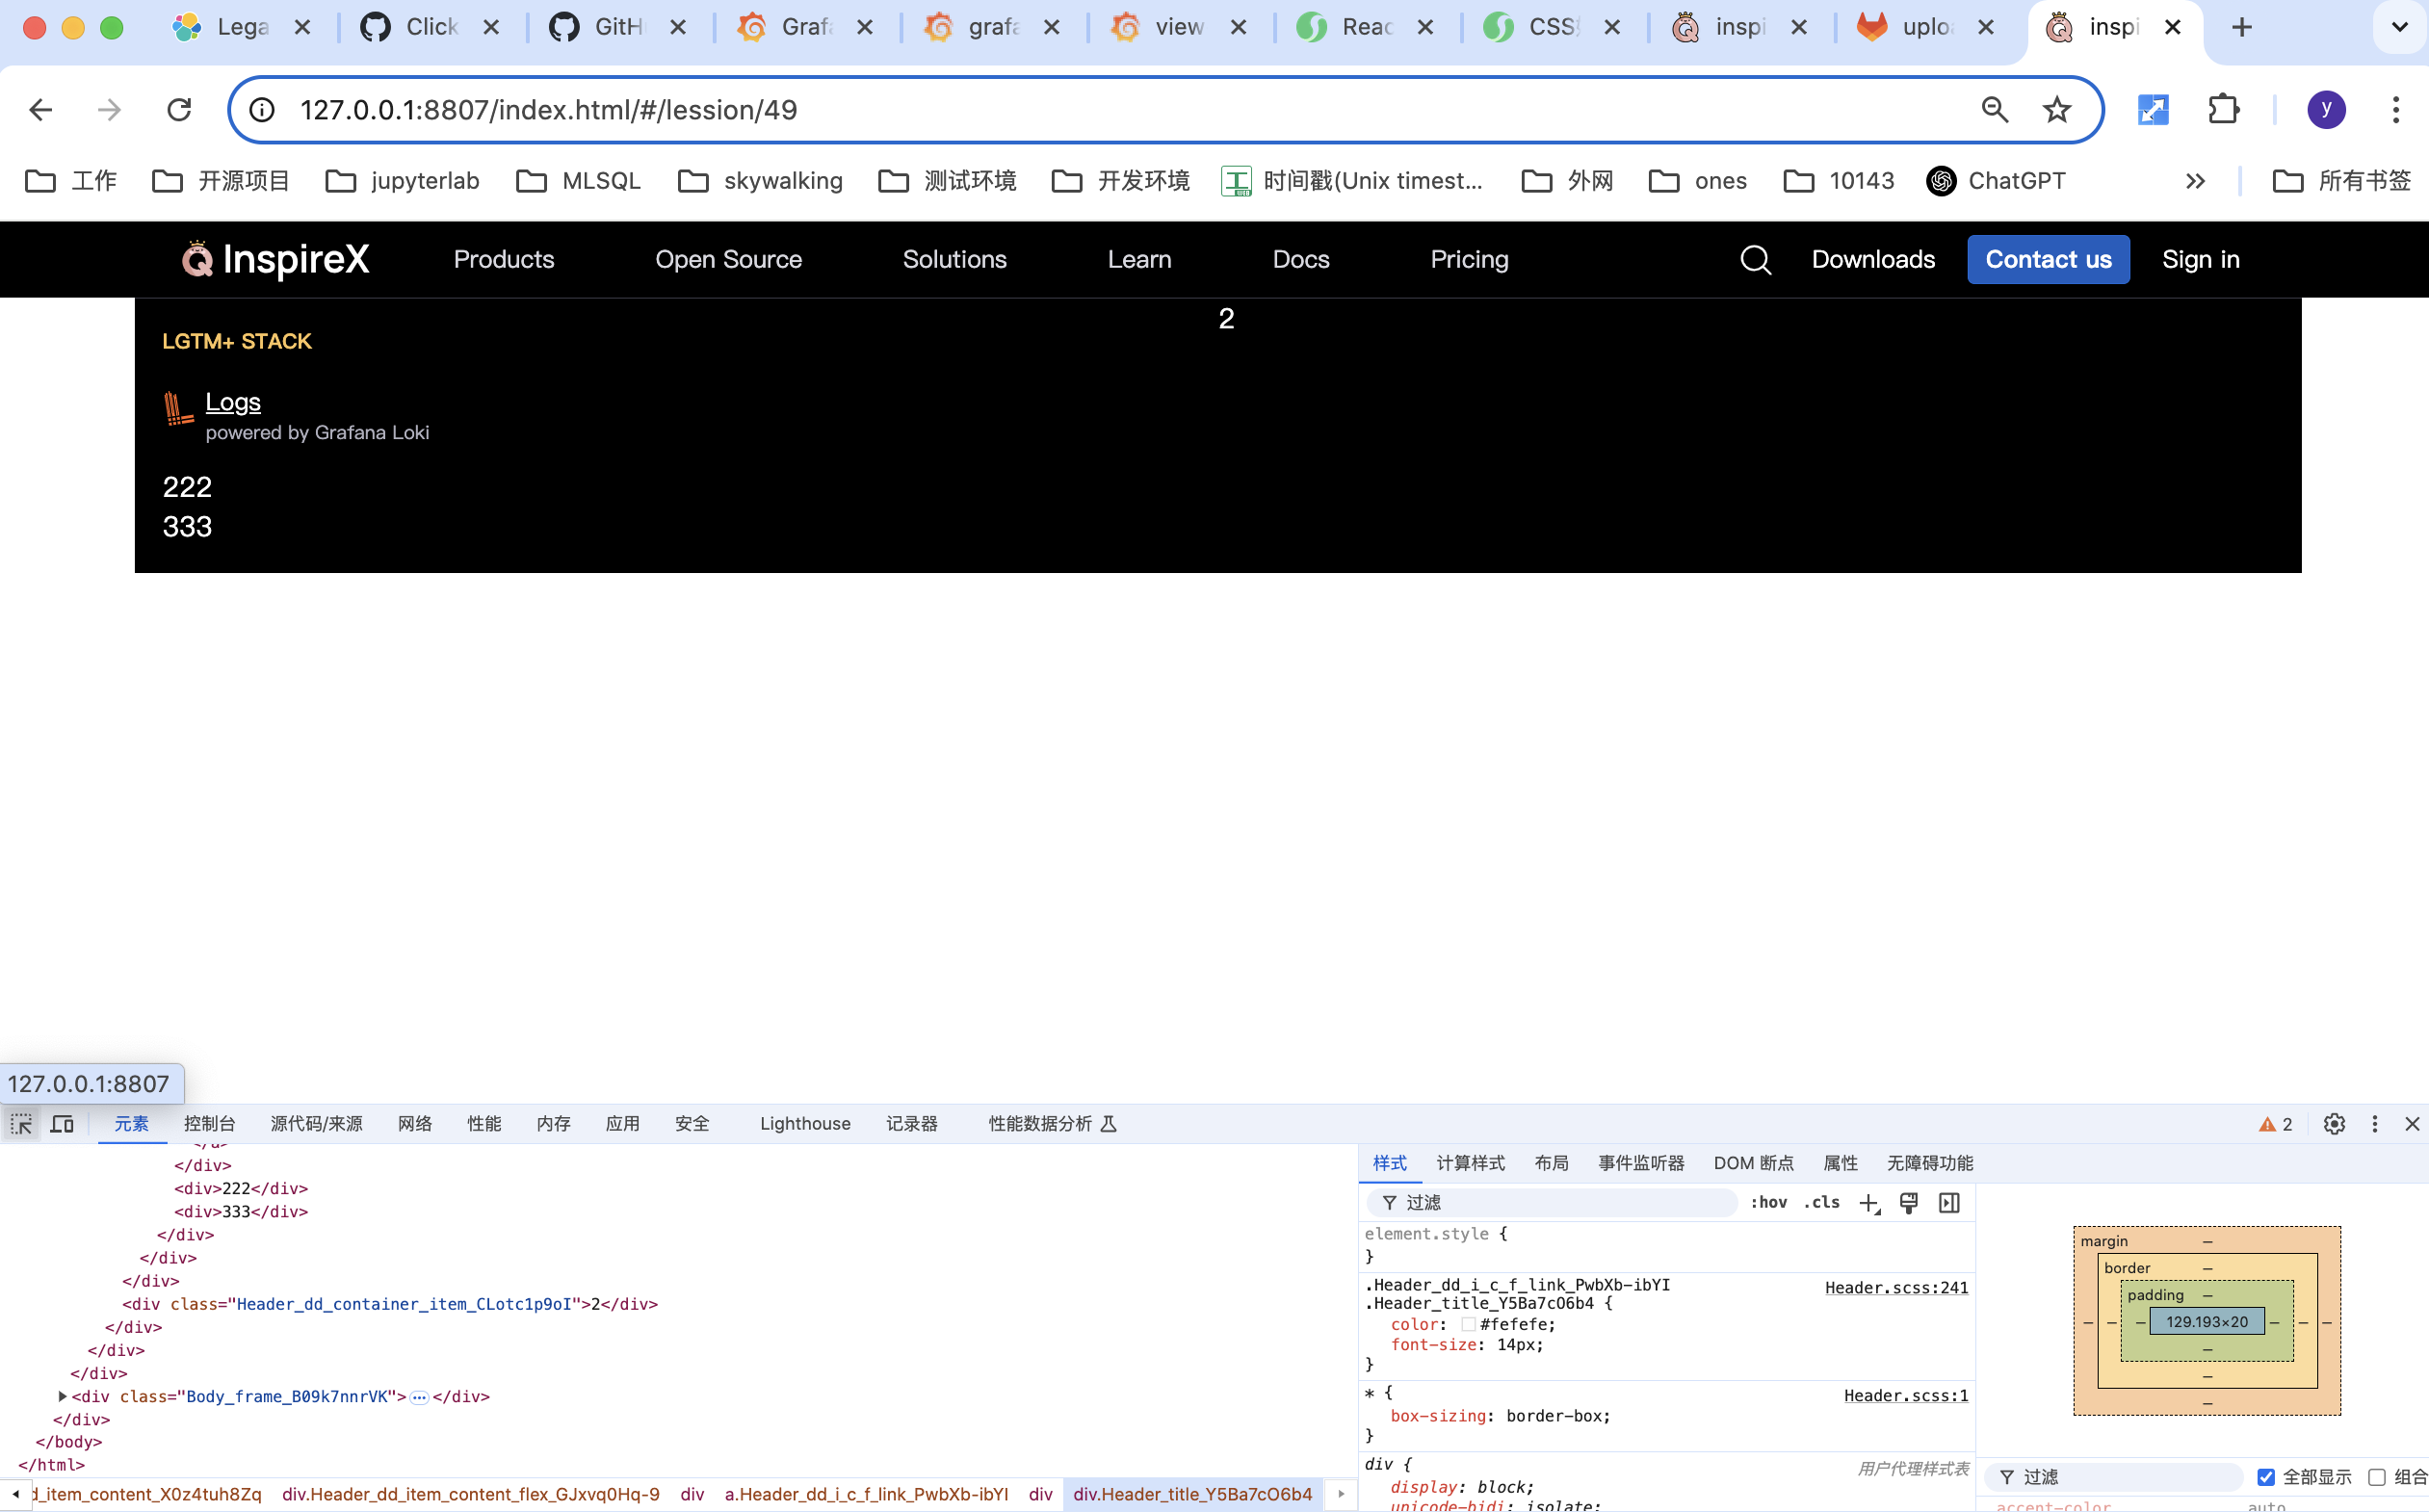 Lega
Click
GitH
Grafa
grafa
view
Reac
CSS
inspi
uploa
inspi
127.0.0.1:8807/index.html/#/lession/49
y
工作
开源项目
jupyterlab
MLSQL
skywalking
测试环境
开发环境
时间戳(Unix timest...
外网
ones
10143
ChatGPT
所有书签
InspireX
Products
Open Source
Solutions
Learn
Docs
Pricing
Downloads
Contact us
Sign in
2
LGTM+ STACK
Logs
powered by Grafana Loki
222
333
127.0.0.1:8807
元素
控制台
源代码/来源
网络
性能
内存
应用
安全
Lighthouse
记录器
性能数据分析
2
</a>
</div>
<div>222</div>
<div>333</div>
</div>
</div>
</div>
<div class="Header_dd_container_item_CLotc1p9oI">2</div>
</div>
</div>
</div>
<div class="Body_frame_B09k7nnrVK">…</div>
</div>
</body>
</html>
d_item_content_X0z4tuh8Zq
div.Header_dd_item_content_flex_GJxvq0Hq-9
div
a.Header_dd_i_c_f_link_PwbXb-ibYI
div
div.Header_title_Y5Ba7cO6b4
样式
计算样式
布局
事件监听器
DOM 断点
属性
无障碍功能
过滤
:hov
.cls
element.style {
}
.Header_dd_i_c_f_link_PwbXb-ibYI
Header.scss:241
.Header_title_Y5Ba7cO6b4 {
color: #fefefe;
font-size: 14px;
}
* {
Header.scss:1
box-sizing: border-box;
}
div {
用户代理样式表
display: block;
unicode-bidi: isolate;
margin
–
border
–
padding
–
– – – 129.193×20 – – –
–
–
–
过滤
全部显示
组合
accent-color
auto